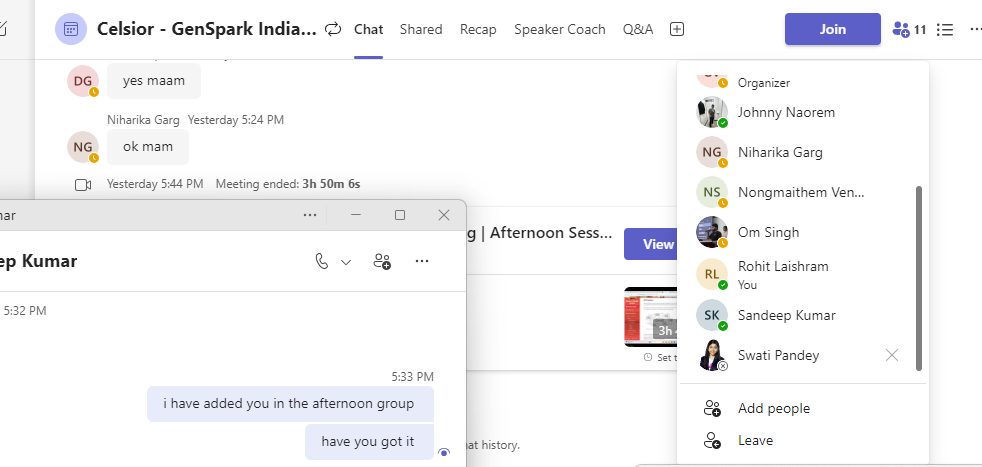 Celsior - GenSpark India...
Chat
Shared
Recap
Speaker Coach
Q&A
Join
11
DG
yes maam
Niharika Garg Yesterday 5:24 PM
NG
ok mam
Yesterday 5:44 PM Meeting ended: 3h 50m 6s
g | Afternoon Sess...
View
3h
Set t
at history.
mar
ep Kumar
5:32 PM
5:33 PM
i have added you in the afternoon group
have you got it
Organizer
Johnny Naorem
NG
Niharika Garg
NS
Nongmaithem Ven...
Om Singh
RL
Rohit Laishram
You
SK
Sandeep Kumar
Swati Pandey
Add people
Leave